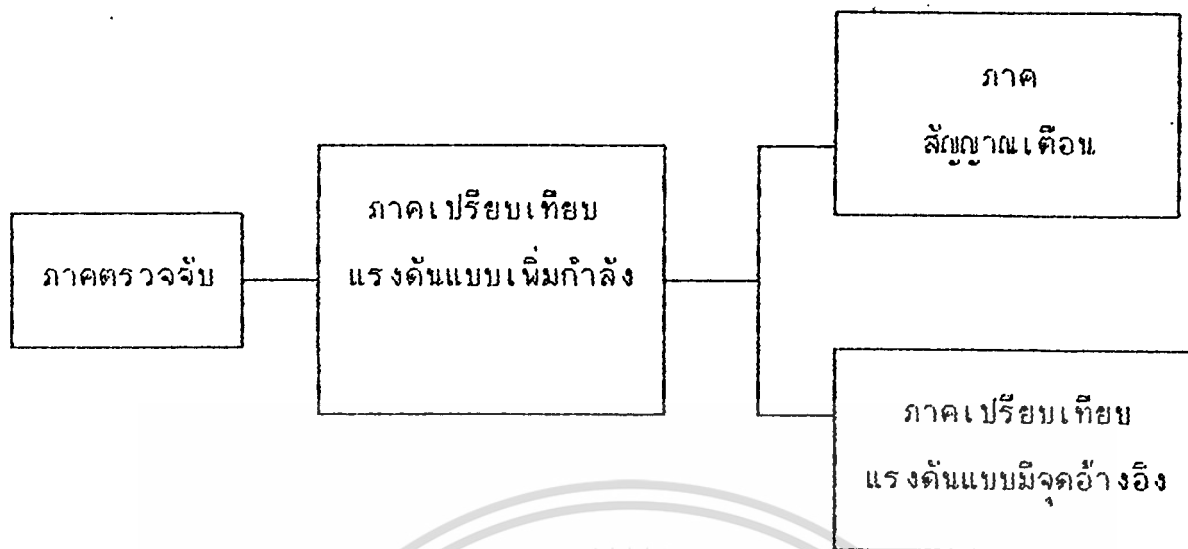 ภาคตรวจจับ
ภาคเปรียบเทียบ
แรงดันแบบเพิ่มกำลัง
ภาค
สัญญาณเตือน
ภาคเปรียบเทียบ
แรงดันแบบมีจุดอ้างอิง